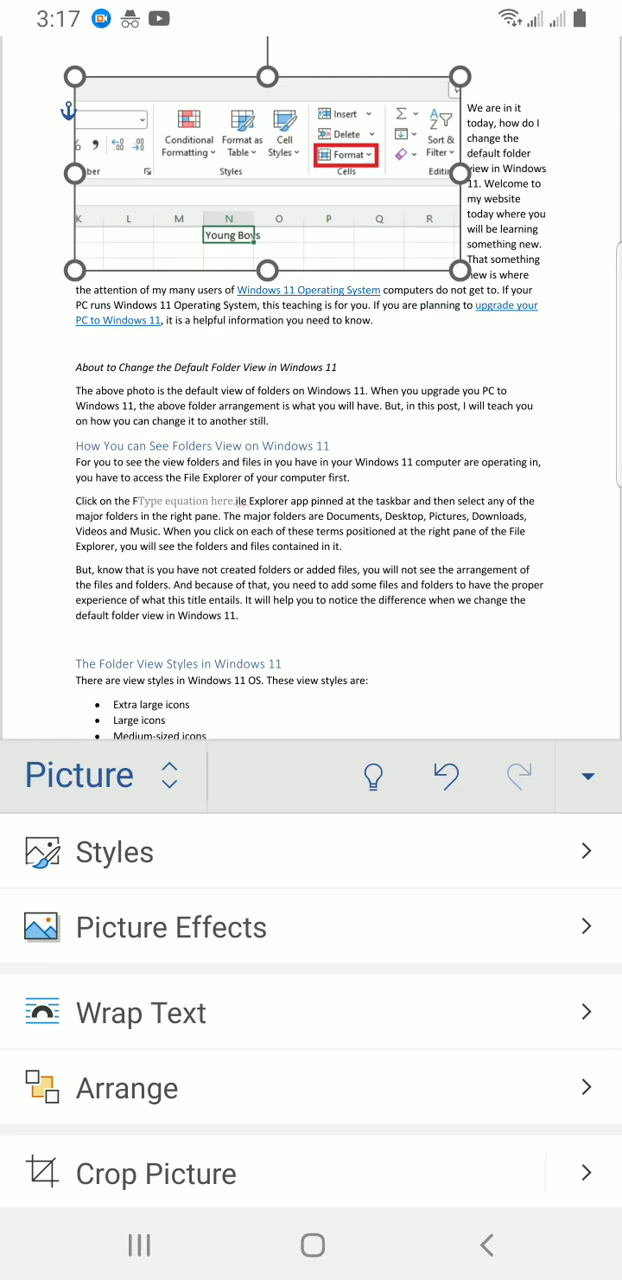 3:17
Insert
Delete
Format
Conditional Formatting
Format as Table
Cell Styles
Sort & Filter
ber
Styles
Cells
Editin
K L M N O P Q R
Young Boys
We are in it
today, how do I
change the
default folder
view in Windows
11. Welcome to
my website
today where you
will be learning
something new.
That something
new is where
the attention of my many users of Windows 11 Operating System computers do not get to. If your
PC runs Windows 11 Operating System, this teaching is for you. If you are planning to upgrade your
PC to Windows 11, it is a helpful information you need to know.
About to Change the Default Folder View in Windows 11
The above photo is the default view of folders on Windows 11. When you upgrade you PC to
Windows 11, the above folder arrangement is what you will have. But, in this post, I will teach you
on how you can change it to another still.
How You can See Folders View on Windows 11
For you to see the view folders and files in you have in your Windows 11 computer are operating in,
you have to access the File Explorer of your computer first.
Click on the FType equation here.ile Explorer app pinned at the taskbar and then select any of the
major folders in the right pane. The major folders are Documents, Desktop, Pictures, Downloads,
Videos and Music. When you click on each of these terms positioned at the right pane of the File
Explorer, you will see the folders and files contained in it.
But, know that is you have not created folders or added files, you will not see the arrangement of
the files and folders. And because of that, you need to add some files and folders to have the proper
experience of what this title entails. It will help you to notice the difference when we change the
default folder view in Windows 11.
The Folder View Styles in Windows 11
There are view styles in Windows 11 OS. These view styles are:
• Extra large icons
• Large icons
• Medium-sized icons
Picture
Styles
Picture Effects
Wrap Text
Arrange
Crop Picture